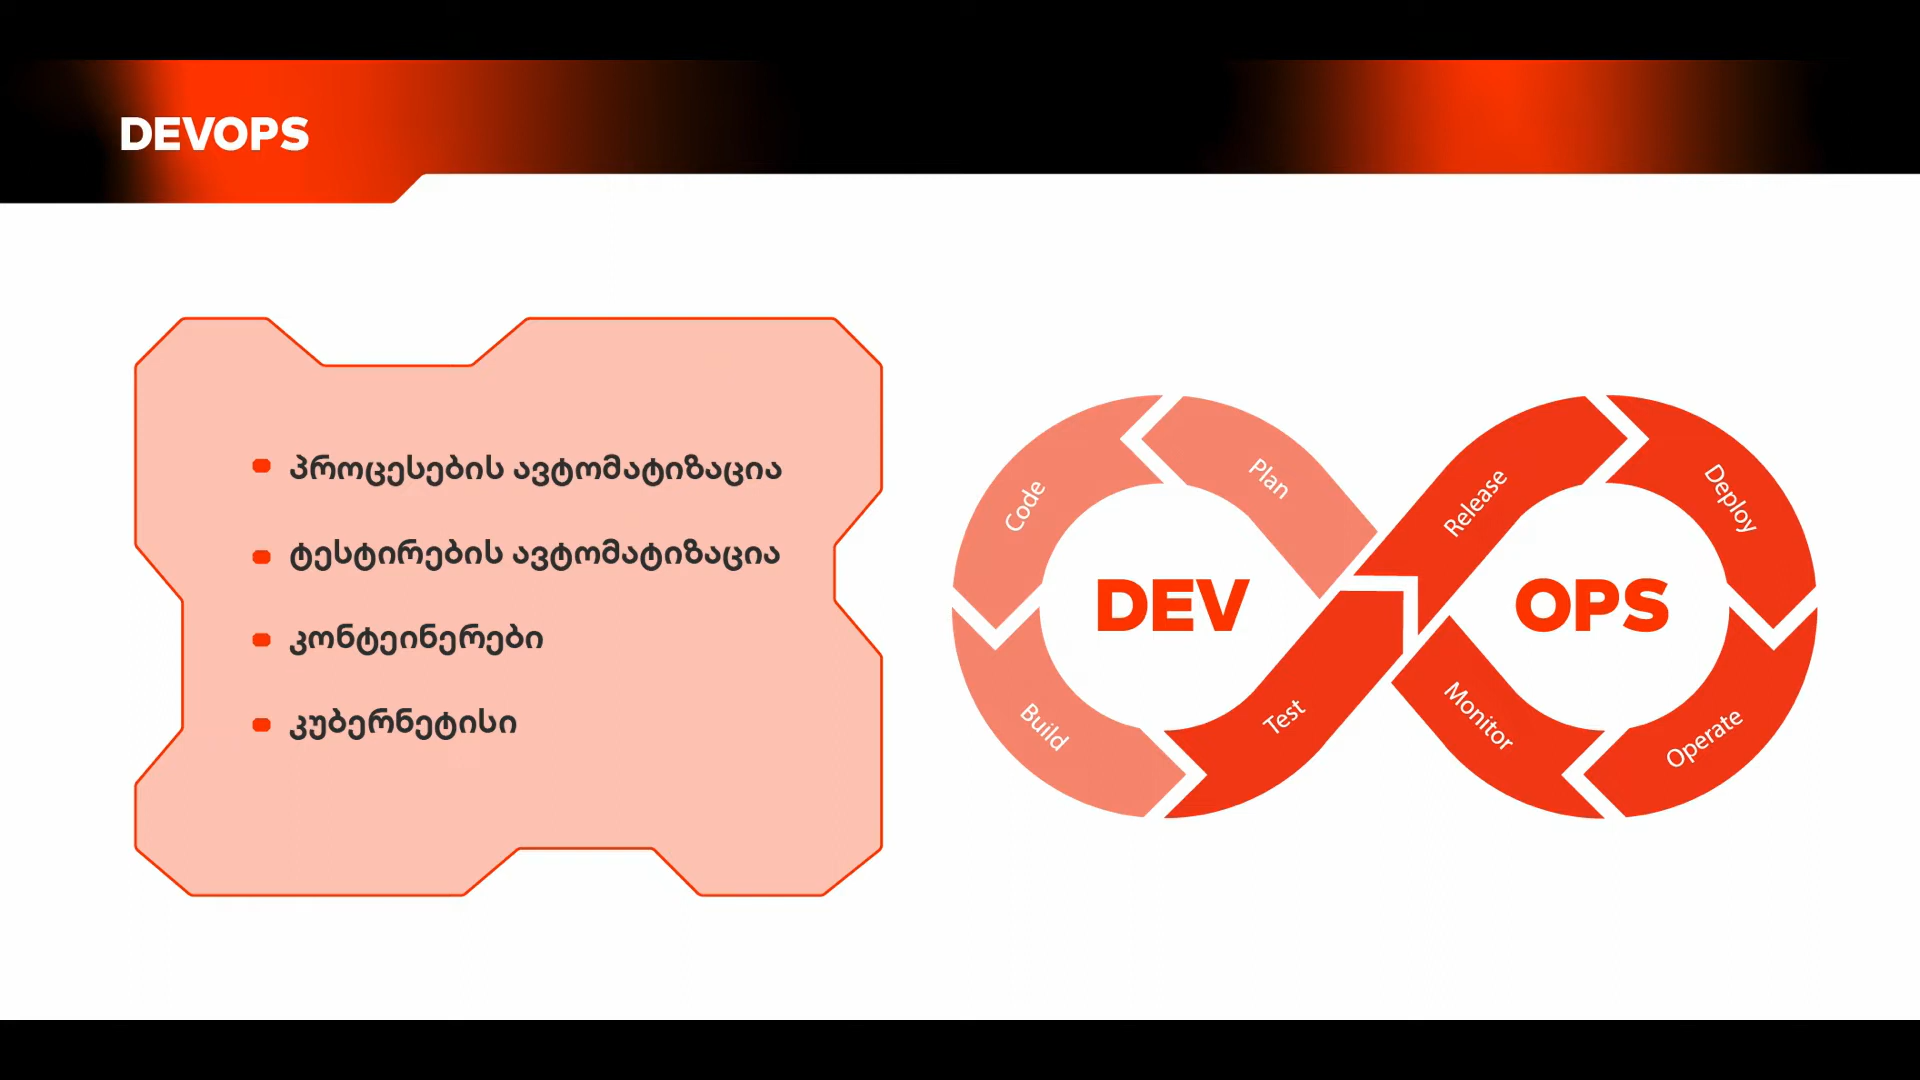 DEVOPS
პროცესების ავტომატიზაცია
ტესტირების ავტომატიზაცია
კონტეინერები
კუბერნეტისი
Code
Plan
Release
Deploy
DEV
OPS
Build
Test
Monitor
Operate